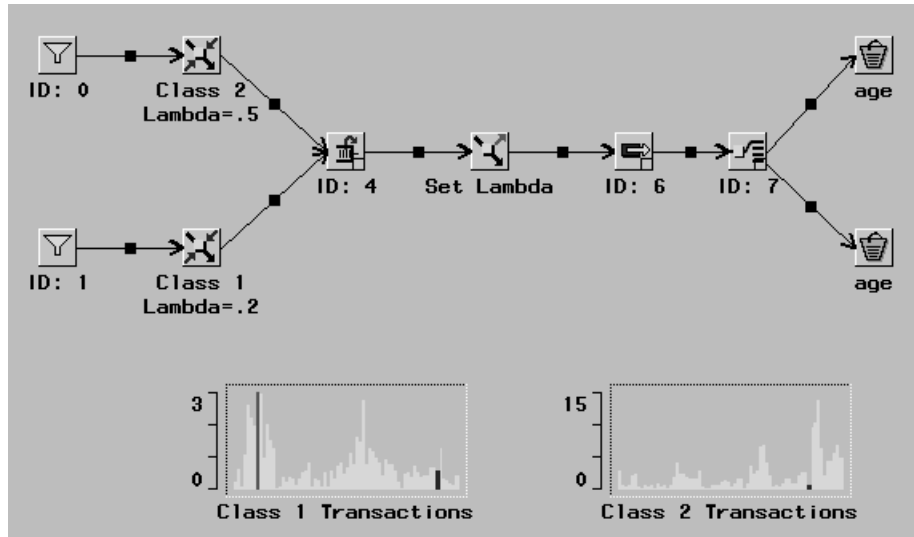 ID: 0
Class 2
Lambda=.5
age
ID: 4
Set Lambda
ID: 6
ID: 7
ID: 1
Class 1
Lambda=.2
age
3
0
Class 1 Transactions
15
0
Class 2 Transactions